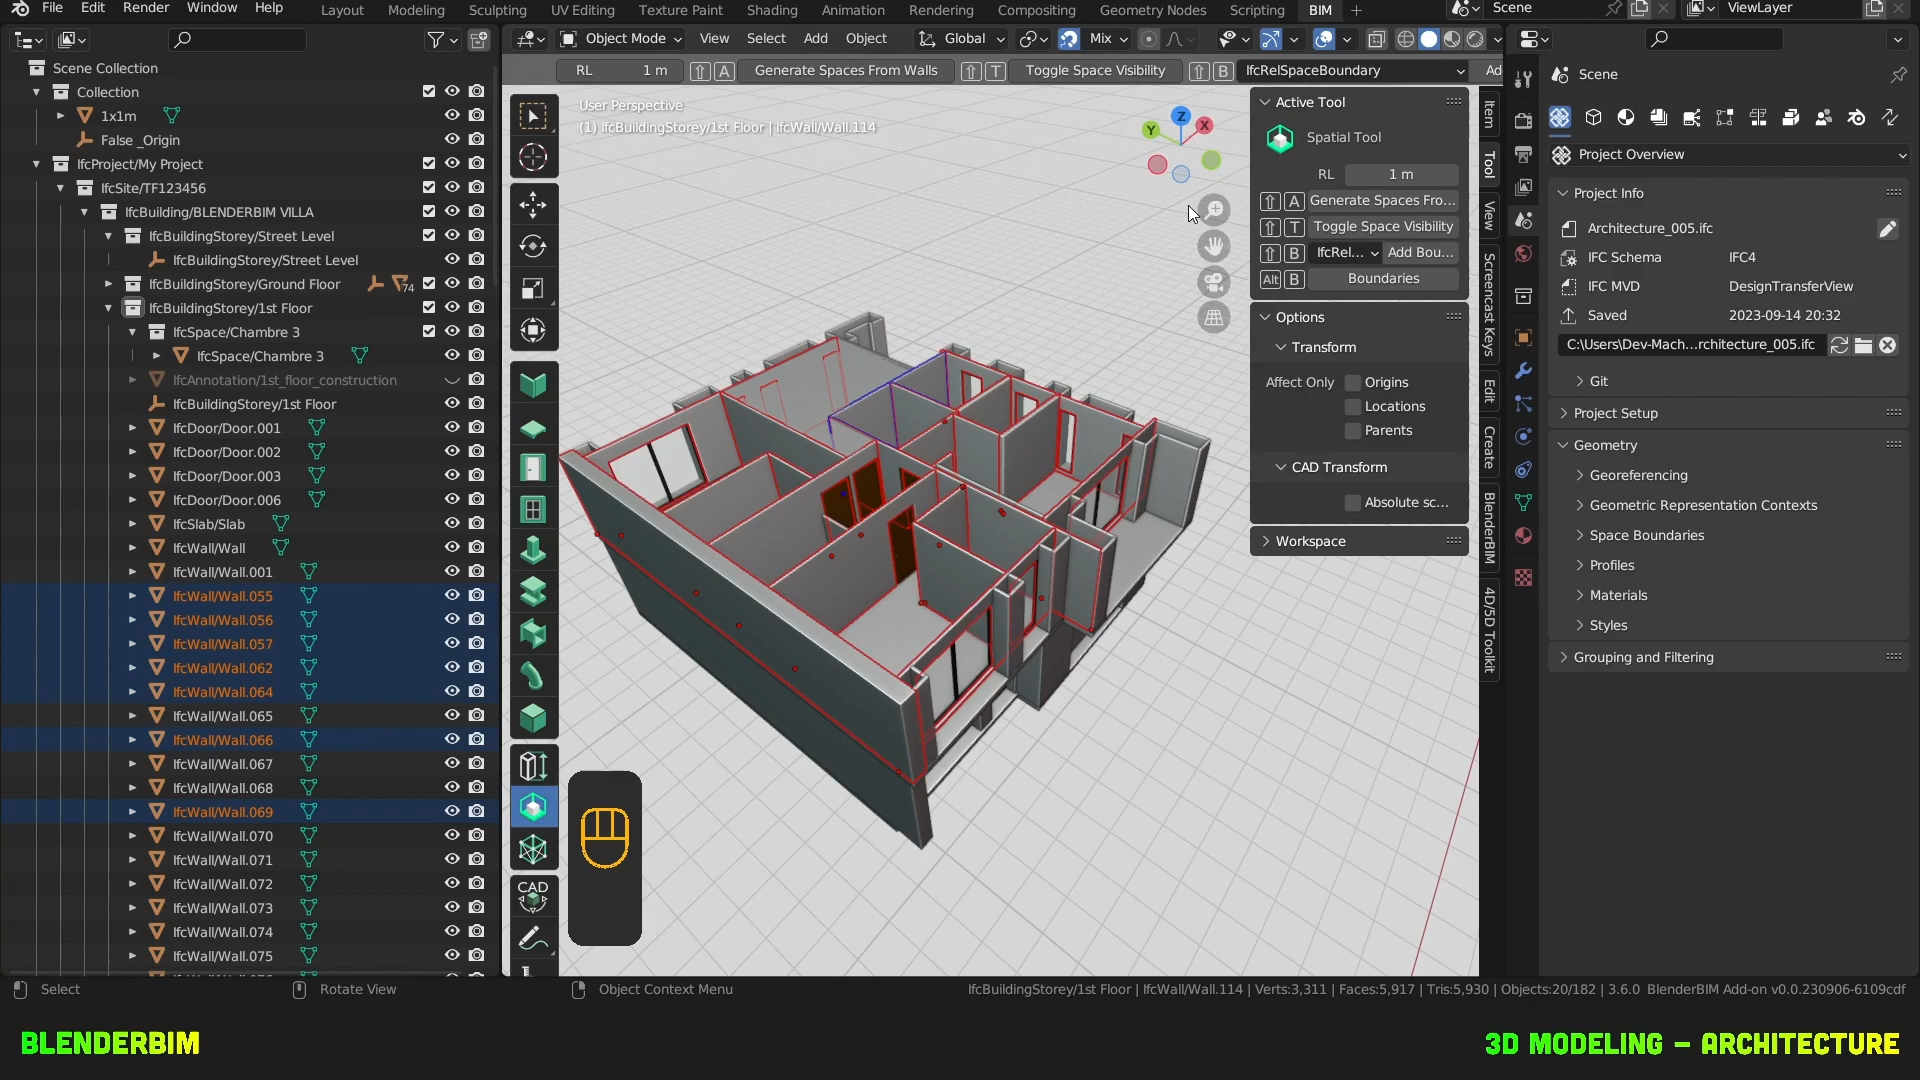 File Edit Render Window Help Layout Modeling Sculpting UV Editing Texture Paint Shading Animation Rendering Compositing Geometry Nodes Scripting BIM + Scene ViewLayer
Object Mode View Select Add Object Global Mix
RL 1 m A Generate Spaces From Walls T Toggle Space Visibility B IfcRelSpaceBoundary Ad
Scene Collection
Collection
1x1m
False _Origin
IfcProject/My Project
IfcSite/TF123456
IfcBuilding/BLENDERBIM VILLA
IfcBuildingStorey/Street Level
IfcBuildingStorey/Street Level
IfcBuildingStorey/Ground Floor 74
IfcBuildingStorey/1st Floor
IfcSpace/Chambre 3
IfcSpace/Chambre 3
IfcAnnotation/1st_floor_construction
IfcBuildingStorey/1st Floor
IfcDoor/Door.001
IfcDoor/Door.002
IfcDoor/Door.003
IfcDoor/Door.006
IfcSlab/Slab
IfcWall/Wall
IfcWall/Wall.001
IfcWall/Wall.055
IfcWall/Wall.056
IfcWall/Wall.057
IfcWall/Wall.062
IfcWall/Wall.064
IfcWall/Wall.065
IfcWall/Wall.066
IfcWall/Wall.067
IfcWall/Wall.068
IfcWall/Wall.069
IfcWall/Wall.070
IfcWall/Wall.071
IfcWall/Wall.072
IfcWall/Wall.073
IfcWall/Wall.074
IfcWall/Wall.075
User Perspective
(1) IfcBuildingStorey/1st Floor | IfcWall/Wall.114
Z
Y X
CAD
Active Tool
Spatial Tool
RL 1 m
A Generate Spaces Fro...
T Toggle Space Visibility
B IfcRel... Add Bou...
Alt B Boundaries
Options
Transform
Affect Only Origins
Locations
Parents
CAD Transform
Absolute sc...
Workspace
Item
Tool
View
Screencast Keys
Edit
Create
BlenderBIM
4D/5D Toolkit
Scene
Project Overview
Project Info
Architecture_005.ifc
IFC Schema IFC4
IFC MVD DesignTransferView
Saved 2023-09-14 20:32
C:\Users\Dev-Mach...rchitecture_005.ifc
Git
Project Setup
Geometry
Georeferencing
Geometric Representation Contexts
Space Boundaries
Profiles
Materials
Styles
Grouping and Filtering
Select Rotate View Object Context Menu IfcBuildingStorey/1st Floor | IfcWall/Wall.114 | Verts:3,311 | Faces:5,917 | Tris:5,930 | Objects:20/182 | 3.6.0 BlenderBIM Add-on v0.0.230906-6109cdf
BLENDERBIM 3D MODELING - ARCHITECTURE